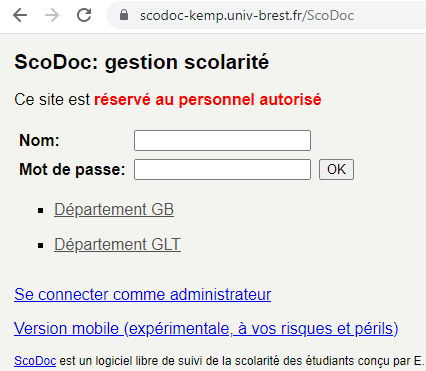 scodoc-kemp.univ-brest.fr/ScoDoc
ScoDoc: gestion scolarité
Ce site est réservé au personnel autorisé
Nom:
Mot de passe: OK
Département GB
Département GLT
Se connecter comme administrateur
Version mobile (expérimentale, à vos risques et périls)
ScoDoc est un logiciel libre de suivi de la scolarité des étudiants conçu par E.